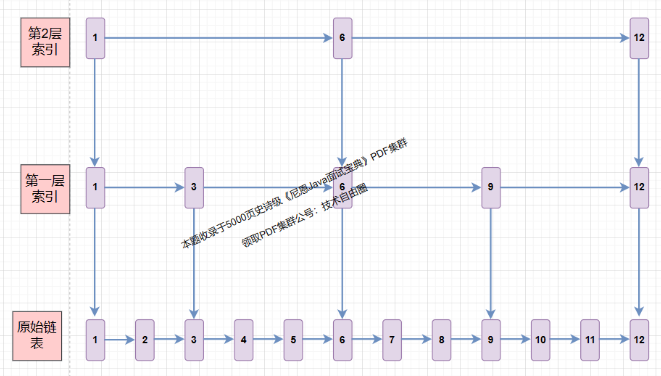 第2层
索引
1 6 12
第一层
索引
1 3 6 9 12
本题收录于5000页史诗级《尼恩Java面试宝典》PDF集群
领取PDF集群公号：技术自由圈
原始链
表
1 2 3 4 5 6 7 8 9 10 11 12